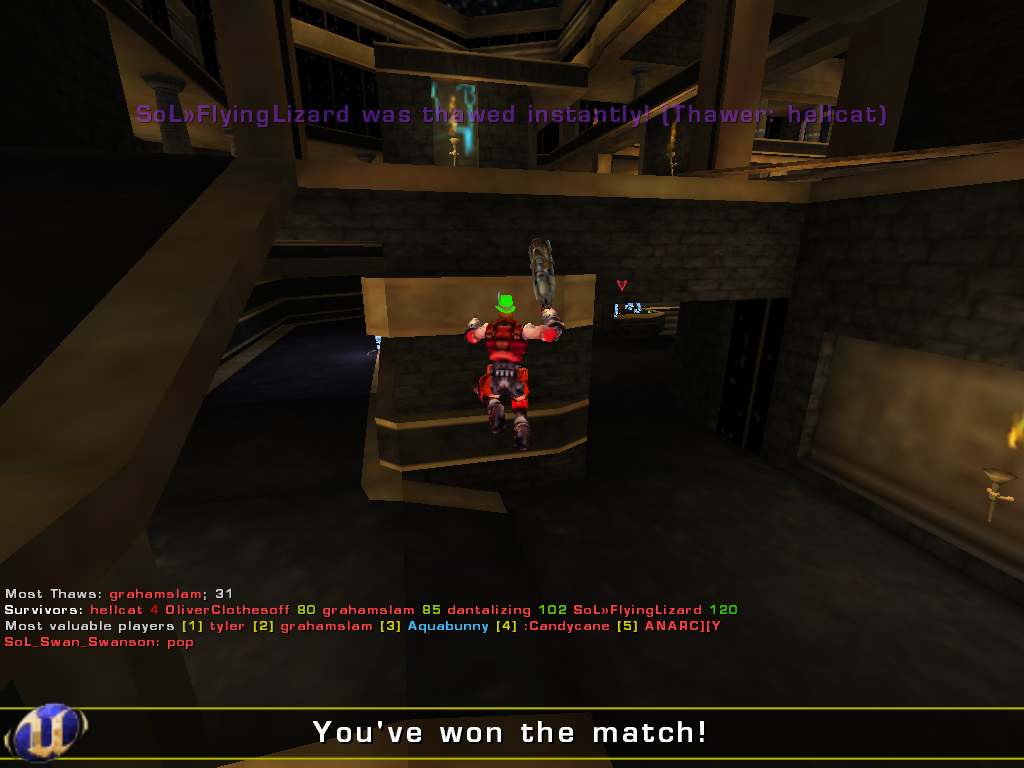 SoL»FlyingLizard was thawed instantly! (Thawer: hellcat)
Most Thaws: grahamslam; 31
Survivors: hellcat 4 OliverClothesoff 80 grahamslam 85 dantalizing 102 SoL»FlyingLizard 120
Most valuable players [1] tyler [2] grahamslam [3] Aquabunny [4] :Candycane [5] ANARC][Y
SoL_Swan_Swanson: pop
You've won the match!